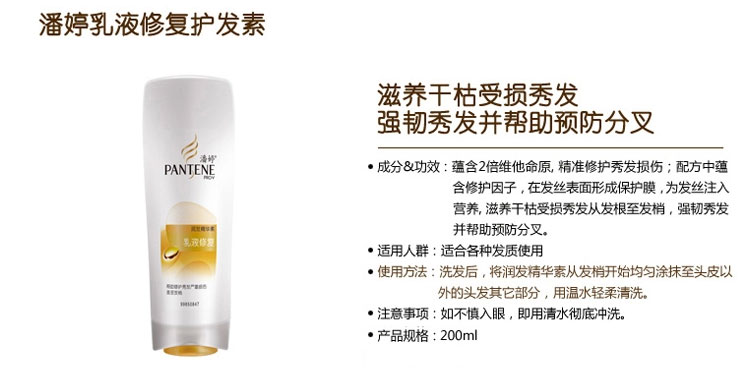 潘婷乳液修复护发素
滋养干枯受损秀发
强韧秀发并帮助预防分叉
• 成分&功效：蕴含2倍维他命原, 精准修护秀发损伤；配方中蕴
含修护因子，在发丝表面形成保护膜，为发丝注入
营养, 滋养干枯受损秀发从发根至发梢，强韧秀发
并帮助预防分叉。
• 适用人群：适合各种发质使用
• 使用方法：洗发后，将润发精华素从发梢开始均匀涂抹至头皮以
外的头发其它部分，用温水轻柔清洗。
• 注意事项：如不慎入眼，即用清水彻底冲洗。
• 产品规格：200ml
潘婷
PANTENE
PRO-V
润发精华素
乳液修复